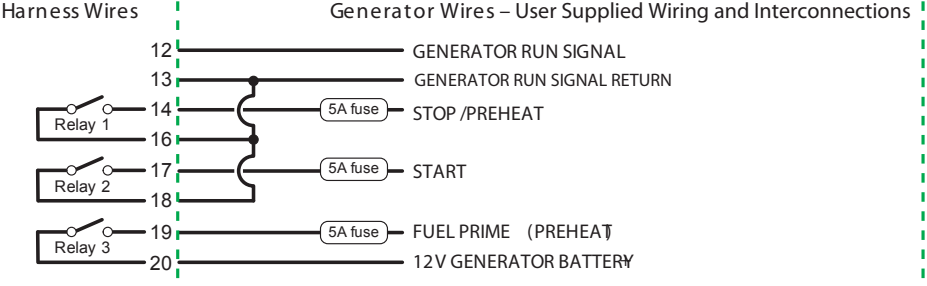 Harness Wires Generator Wires – User Supplied Wiring and Interconnections
12 GENERATOR RUN SIGNAL
13 GENERATOR RUN SIGNAL RETURN
14 5A fuse STOP /PREHEAT
Relay 1
16
17 5A fuse START
Relay 2
18
19 5A fuse FUEL PRIME (PREHEAT)
Relay 3
20 12V GENERATOR BATTERY